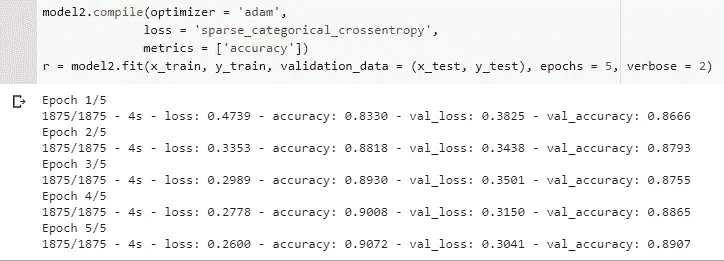 model2.compile(optimizer = 'adam',
loss = 'sparse_categorical_crossentropy',
metrics = ['accuracy'])
r = model2.fit(x_train, y_train, validation_data = (x_test, y_test), epochs = 5, verbose = 2)
Epoch 1/5
1875/1875 - 4s - loss: 0.4739 - accuracy: 0.8330 - val_loss: 0.3825 - val_accuracy: 0.8666
Epoch 2/5
1875/1875 - 4s - loss: 0.3353 - accuracy: 0.8818 - val_loss: 0.3438 - val_accuracy: 0.8793
Epoch 3/5
1875/1875 - 4s - loss: 0.2989 - accuracy: 0.8930 - val_loss: 0.3501 - val_accuracy: 0.8755
Epoch 4/5
1875/1875 - 4s - loss: 0.2778 - accuracy: 0.9008 - val_loss: 0.3150 - val_accuracy: 0.8865
Epoch 5/5
1875/1875 - 4s - loss: 0.2600 - accuracy: 0.9072 - val_loss: 0.3041 - val_accuracy: 0.8907